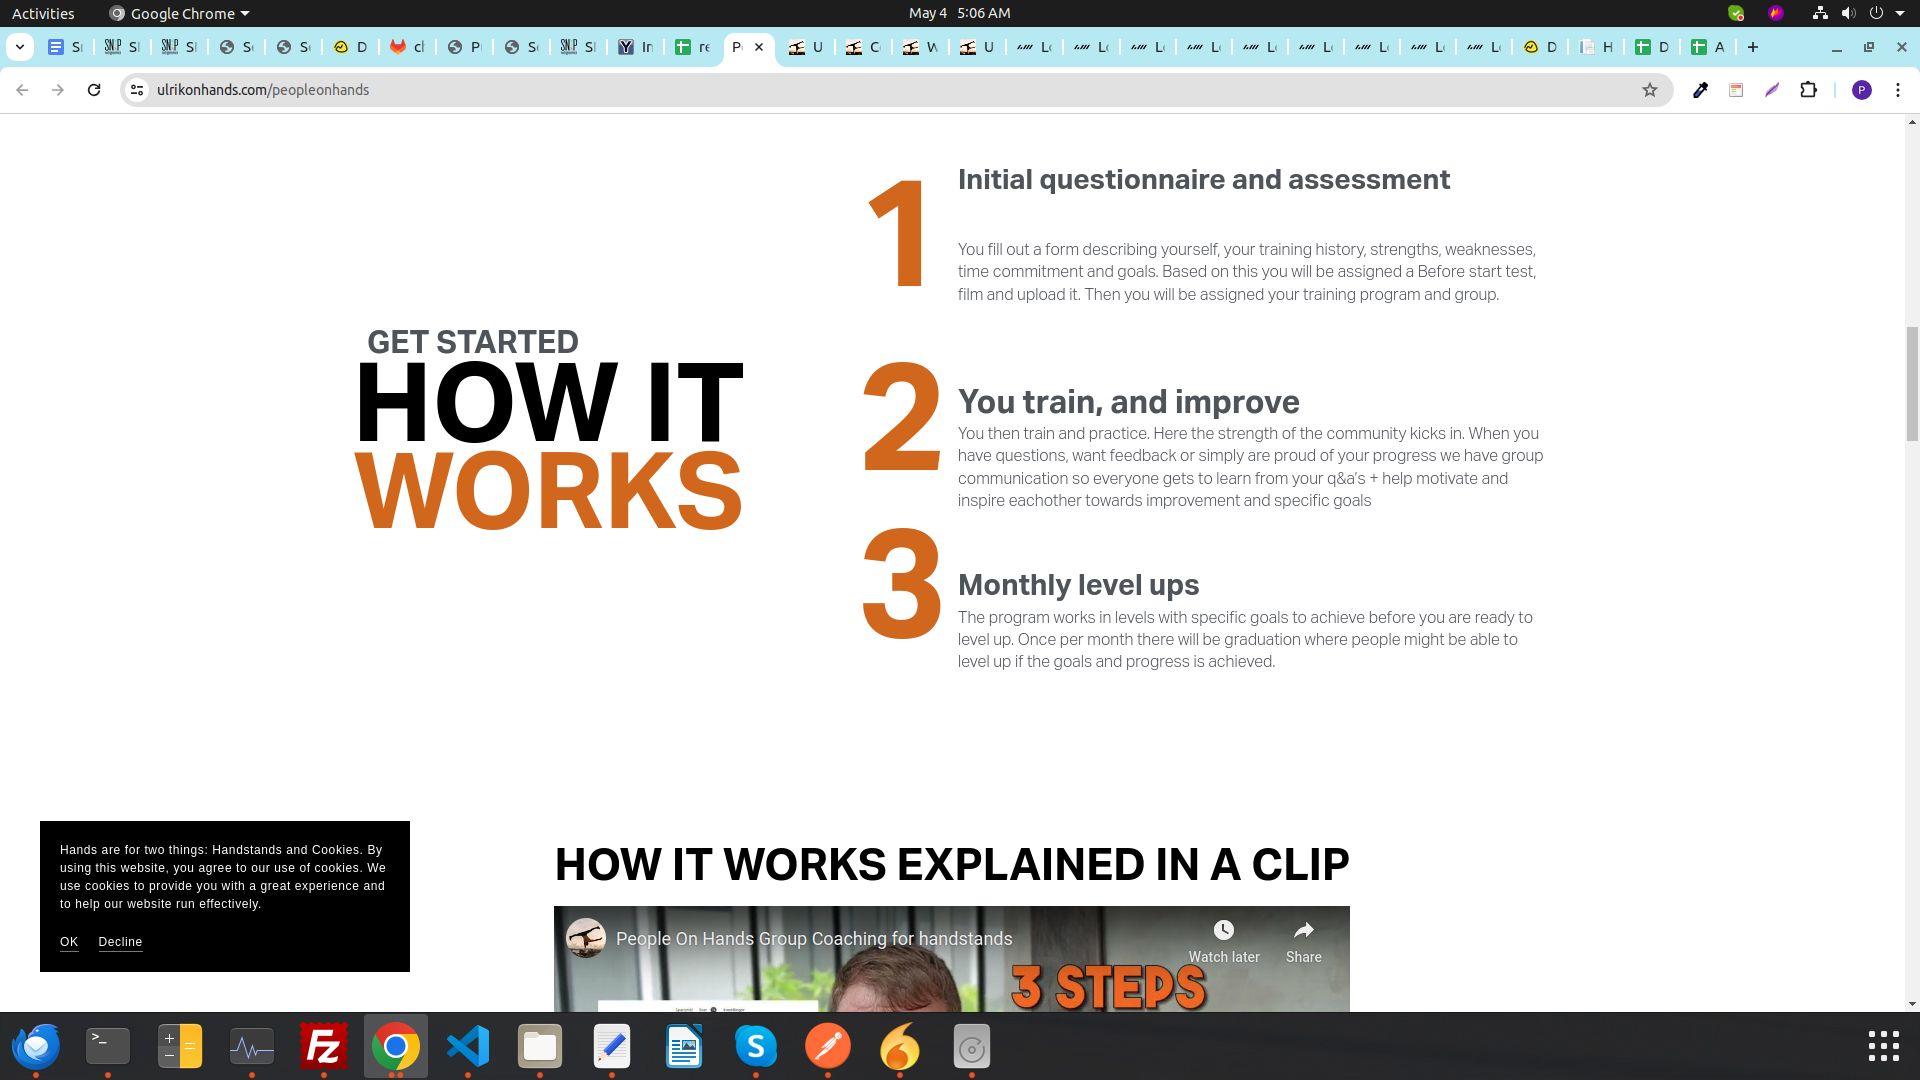 Activities
Google Chrome
May 4 5:06 AM
ulrikonhands.com/peopleonhands
P
GET STARTED
HOW IT
WORKS
1
Initial questionnaire and assessment
You fill out a form describing yourself, your training history, strengths, weaknesses,
time commitment and goals. Based on this you will be assigned a Before start test,
film and upload it. Then you will be assigned your training program and group.
2
You train, and improve
You then train and practice. Here the strength of the community kicks in. When you
have questions, want feedback or simply are proud of your progress we have group
communication so everyone gets to learn from your q&a’s + help motivate and
inspire eachother towards improvement and specific goals
3
Monthly level ups
The program works in levels with specific goals to achieve before you are ready to
level up. Once per month there will be graduation where people might be able to
level up if the goals and progress is achieved.
Hands are for two things: Handstands and Cookies. By
using this website, you agree to our use of cookies. We
use cookies to provide you with a great experience and
to help our website run effectively.
OK Decline
HOW IT WORKS EXPLAINED IN A CLIP
People On Hands Group Coaching for handstands
Watch later
Share
3 STEPS